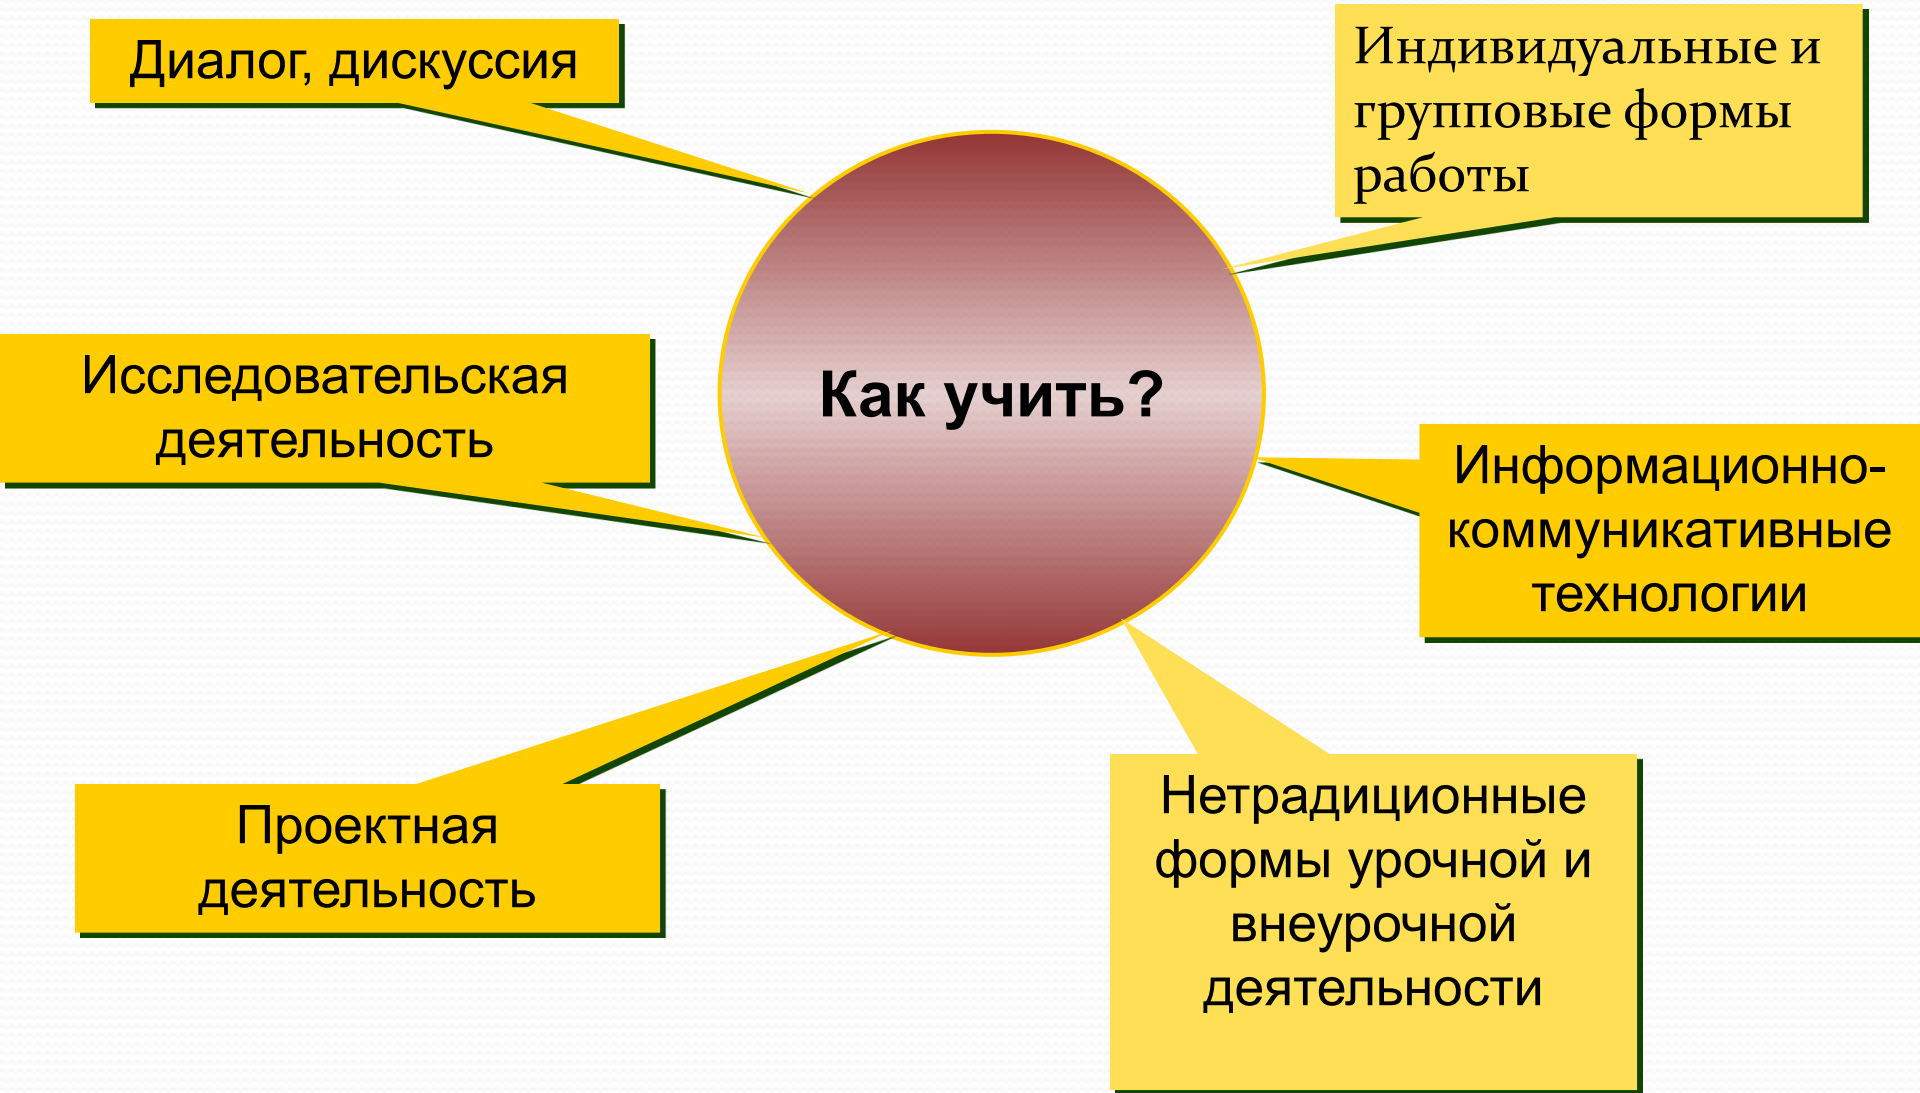 Диалог, дискуссия
Индивидуальные и
групповые формы
работы
Исследовательская
деятельность
Как учить?
Информационно-
коммуникативные
технологии
Проектная
деятельность
Нетрадиционные
формы урочной и
внеурочной
деятельности